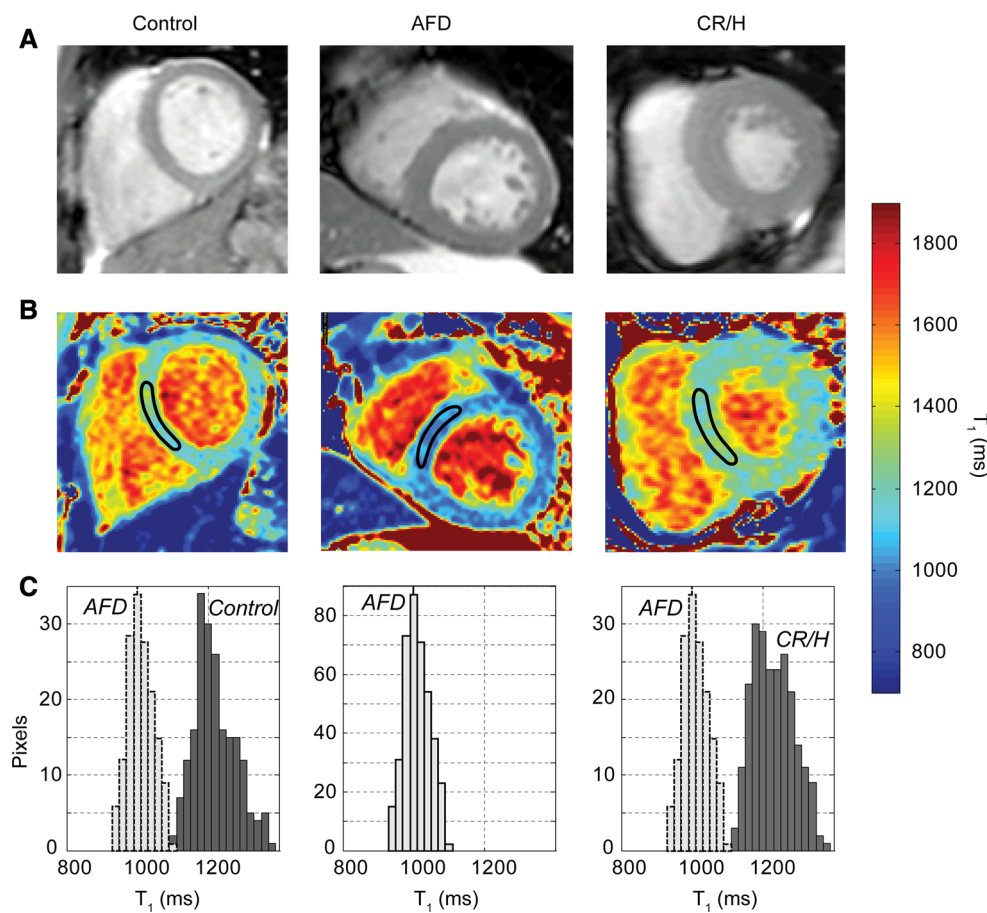 Control AFD CR/H
A
B
1800
1600
1400
1200
1000
800
T1 (ms)
C
AFD Control
AFD
AFD CR/H
Pixels
30
20
10
0
80
60
40
20
0
30
20
10
0
800 1000 1200
800 1000 1200
800 1000 1200
T1 (ms) T1 (ms) T1 (ms)